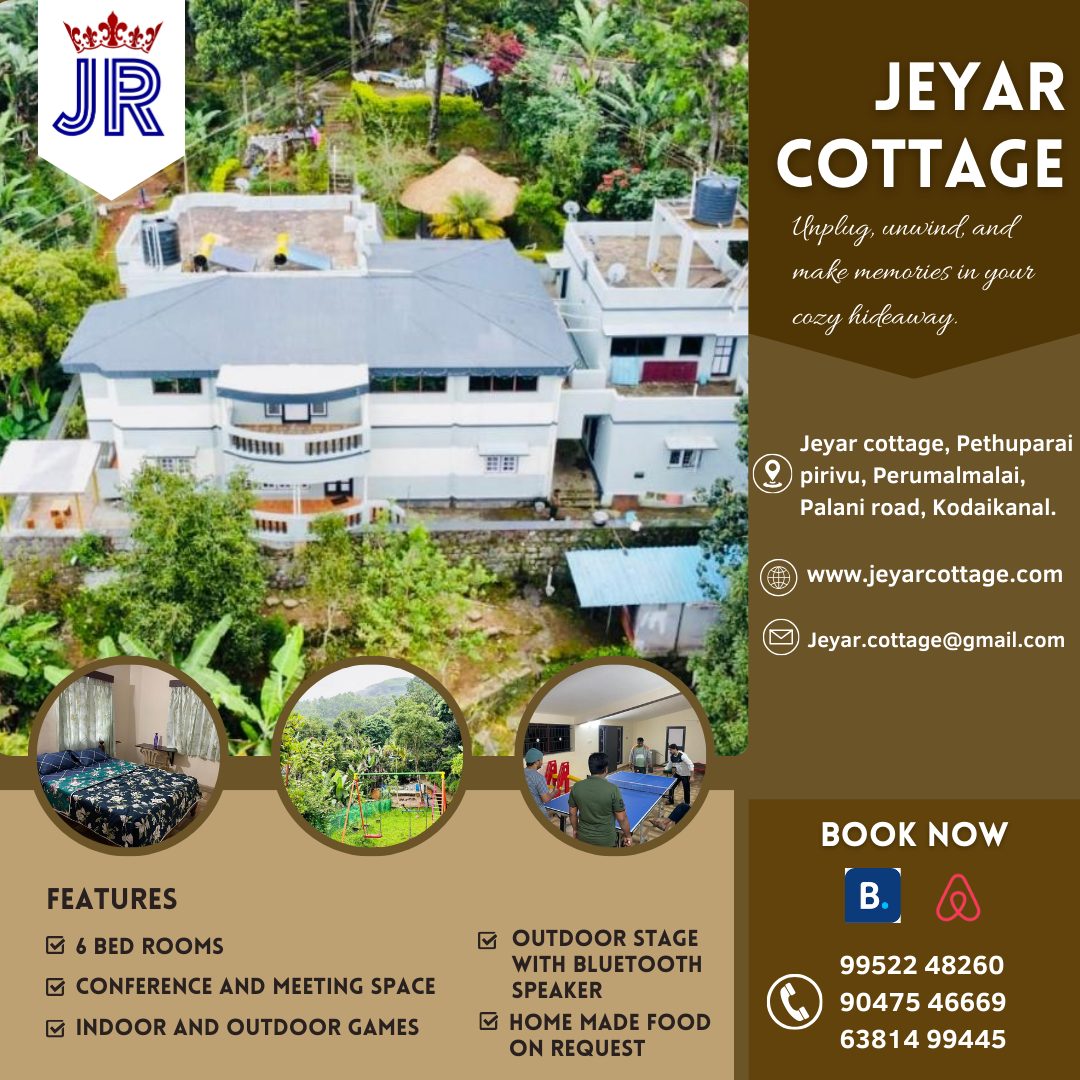 JR
JEYAR
COTTAGE
Unplug, unwind, and
make memories in your
cozy hideaway.
Jeyar cottage, Pethuparai
pirivu, Perumalmalai,
Palani road, Kodaikanal.
www.jeyarcottage.com
Jeyar.cottage@gmail.com
FEATURES
6 BED ROOMS
CONFERENCE AND MEETING SPACE
INDOOR AND OUTDOOR GAMES
OUTDOOR STAGE
WITH BLUETOOTH
SPEAKER
HOME MADE FOOD
ON REQUEST
BOOK NOW
B.
99522 48260
90475 46669
63814 99445